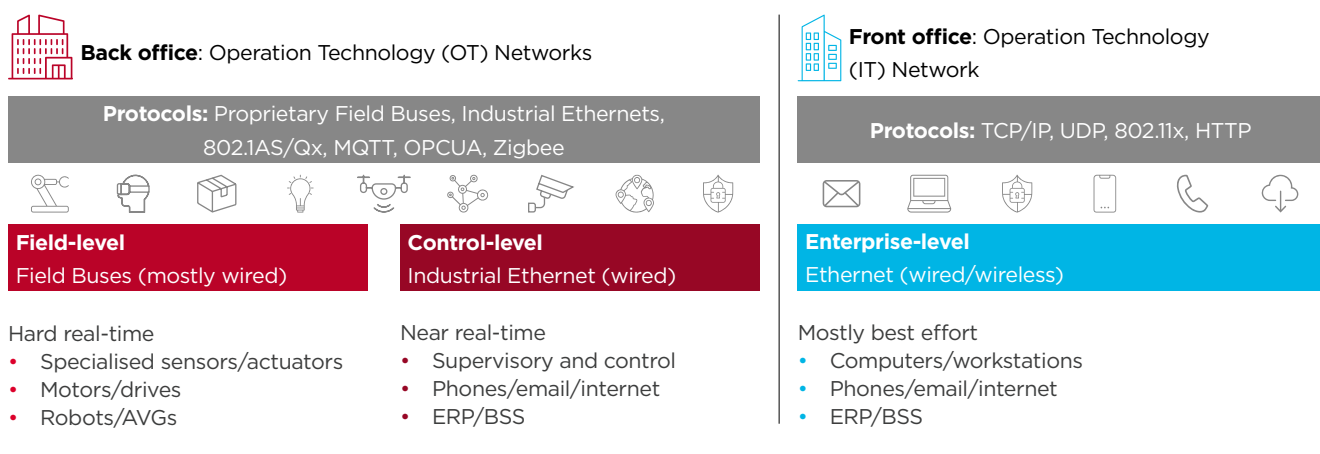 Back office: Operation Technology (OT) Networks
Protocols: Proprietary Field Buses, Industrial Ethernets,
802.1AS/Qx, MQTT, OPCUA, Zigbee
Field-level
Field Buses (mostly wired)
Hard real-time
• Specialised sensors/actuators
• Motors/drives
• Robots/AVGs
Control-level
Industrial Ethernet (wired)
Near real-time
• Supervisory and control
• Phones/email/internet
• ERP/BSS
Front office: Operation Technology
(IT) Network
Protocols: TCP/IP, UDP, 802.11x, HTTP
Enterprise-level
Ethernet (wired/wireless)
Mostly best effort
• Computers/workstations
• Phones/email/internet
• ERP/BSS